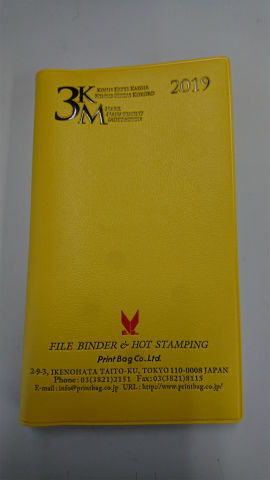 3K
M
2019
FILE BINDER & HOT STAMPING
PrintBag Co.,Ltd.
2-9-3, IKENOHATA TAITO-KU, TOKYO 110-0008 JAPAN
Phone : 03(3821)2151 Fax : 03(3821)8115
E-mail : info@printbag.co.jp URL : http://www.printbag.co.jp/